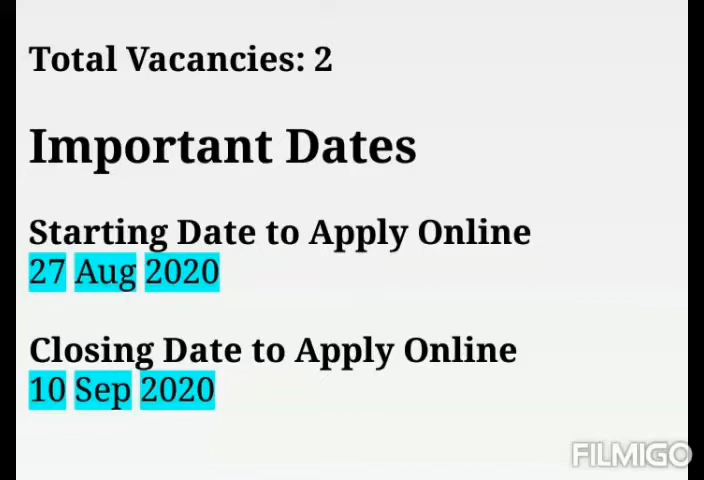 Total Vacancies: 2
Important Dates
Starting Date to Apply Online
27 Aug 2020
Closing Date to Apply Online
10 Sep 2020
FILMIGO